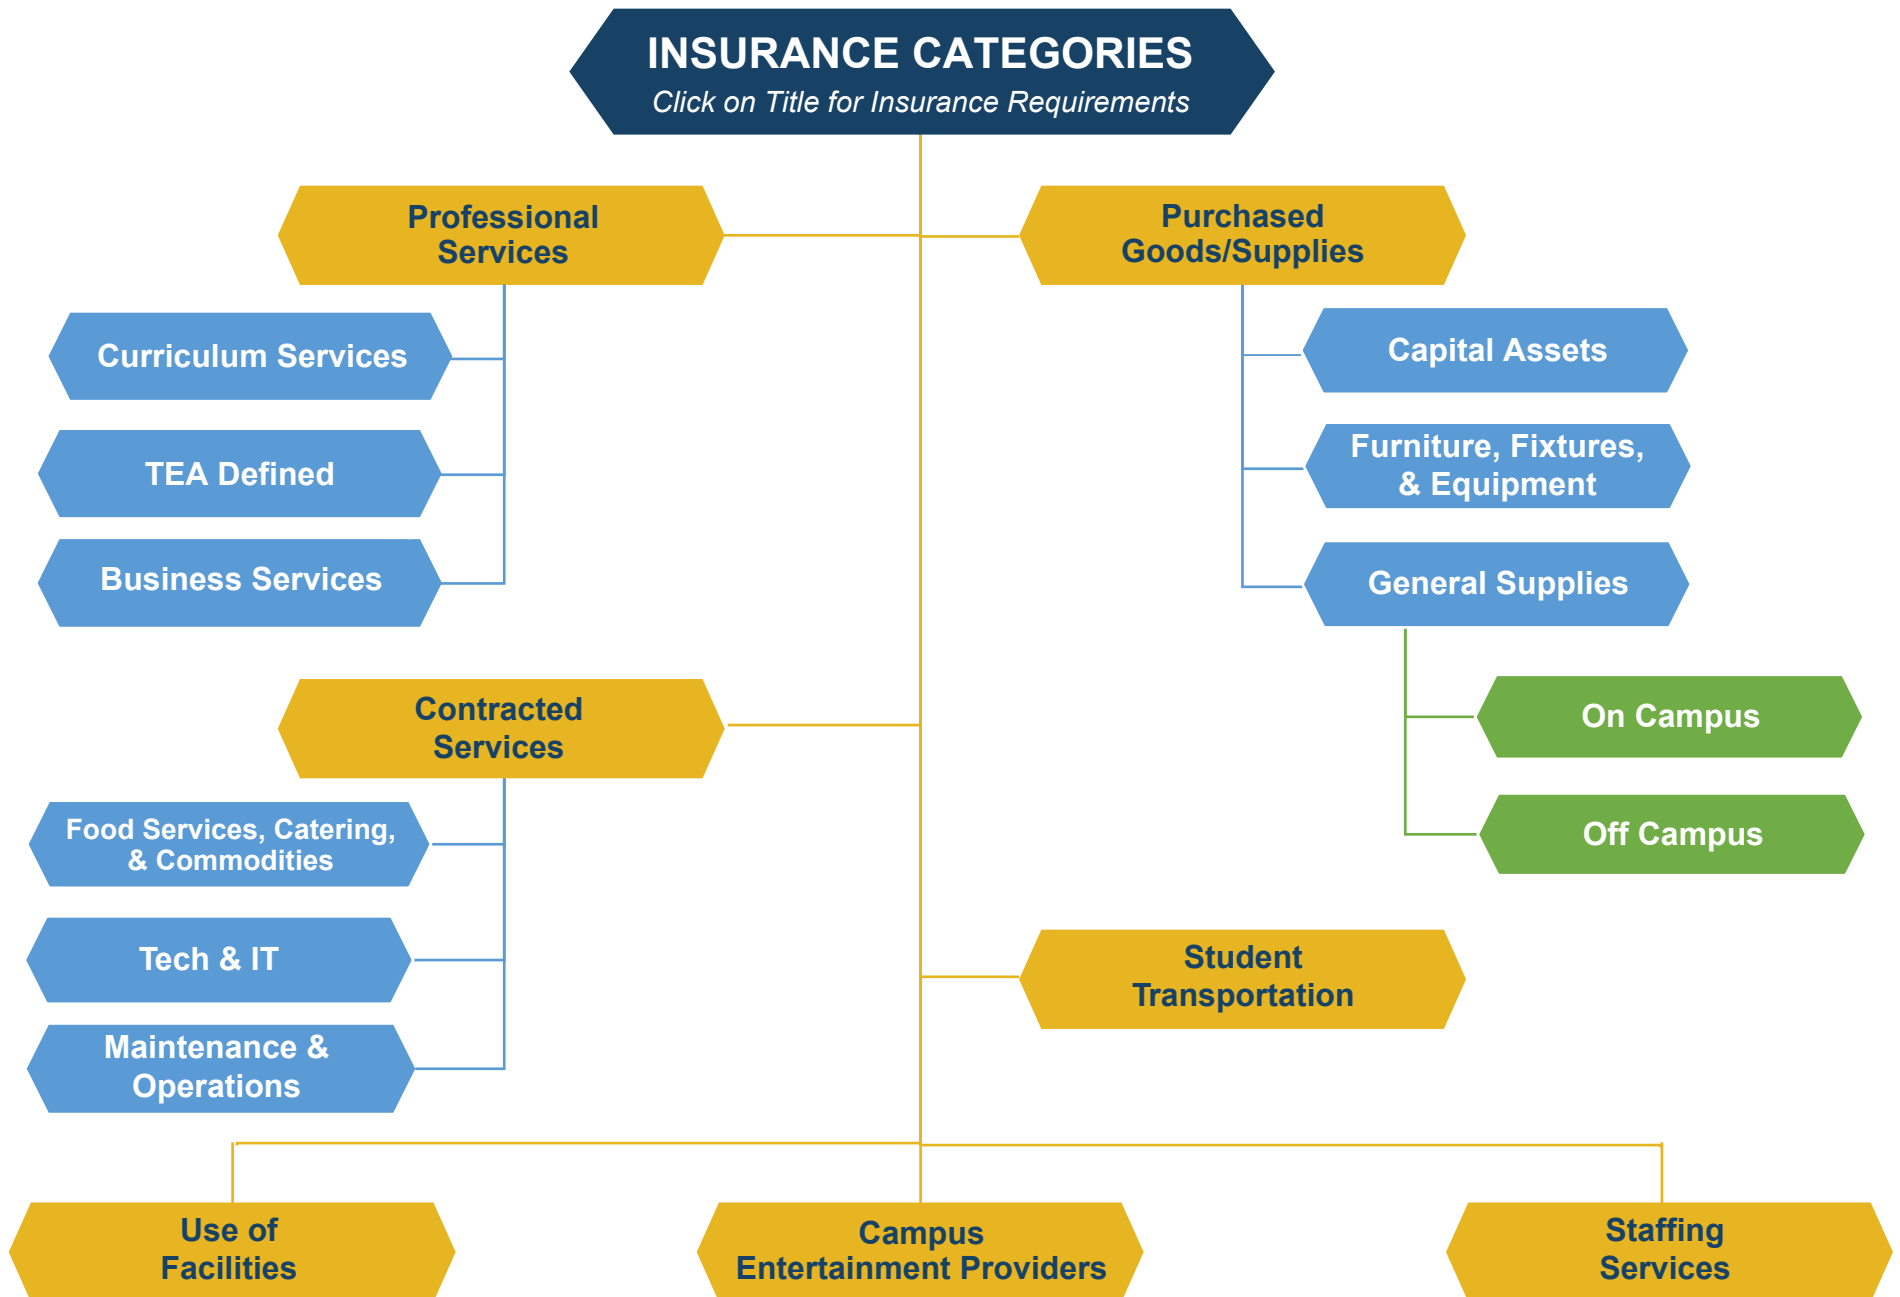 INSURANCE CATEGORIES
Click on Title for Insurance Requirements
Professional
Services
Purchased
Goods/Supplies
Curriculum Services
TEA Defined
Business Services
Capital Assets
Furniture, Fixtures,
& Equipment
General Supplies
On Campus
Off Campus
Contracted
Services
Food Services, Catering,
& Commodities
Tech & IT
Maintenance &
Operations
Student
Transportation
Use of
Facilities
Campus
Entertainment Providers
Staffing
Services